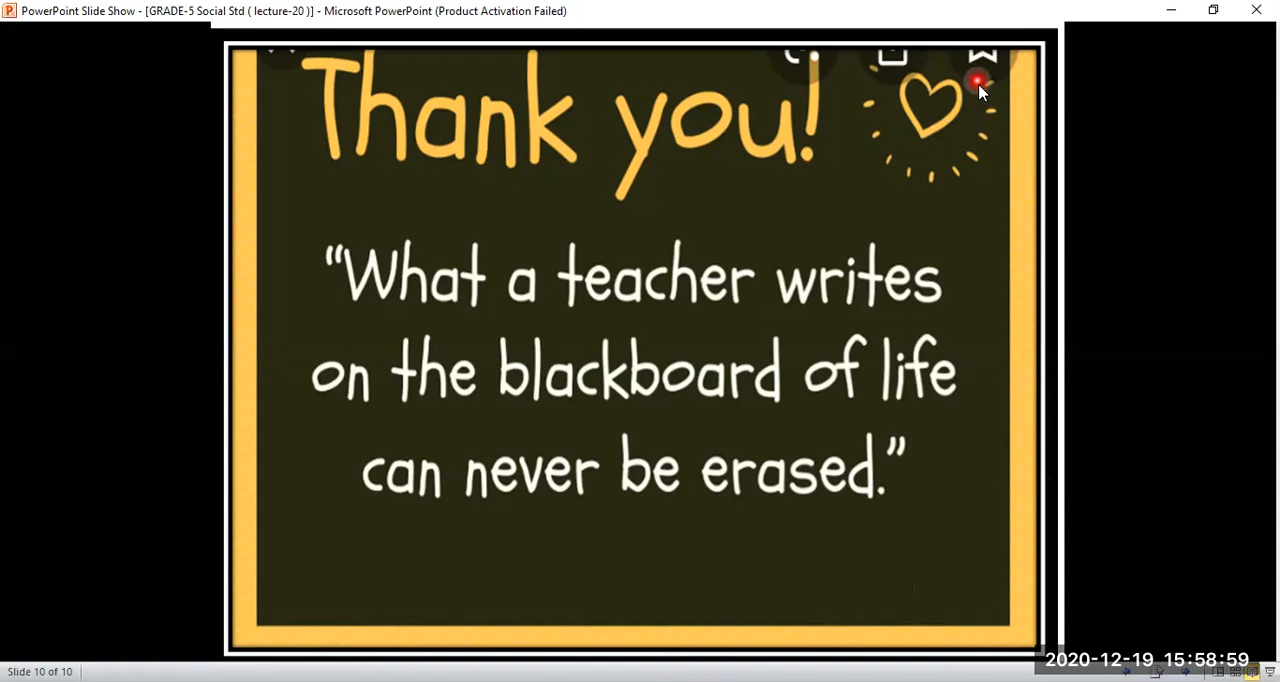 PowerPoint Slide Show - [GRADE-5 Social Std ( lecture-20 )] - Microsoft PowerPoint (Product Activation Failed)
Thank you!
“What a teacher writes
on the blackboard of life
can never be erased.”
2020-12-19 15:58:59
Slide 10 of 10